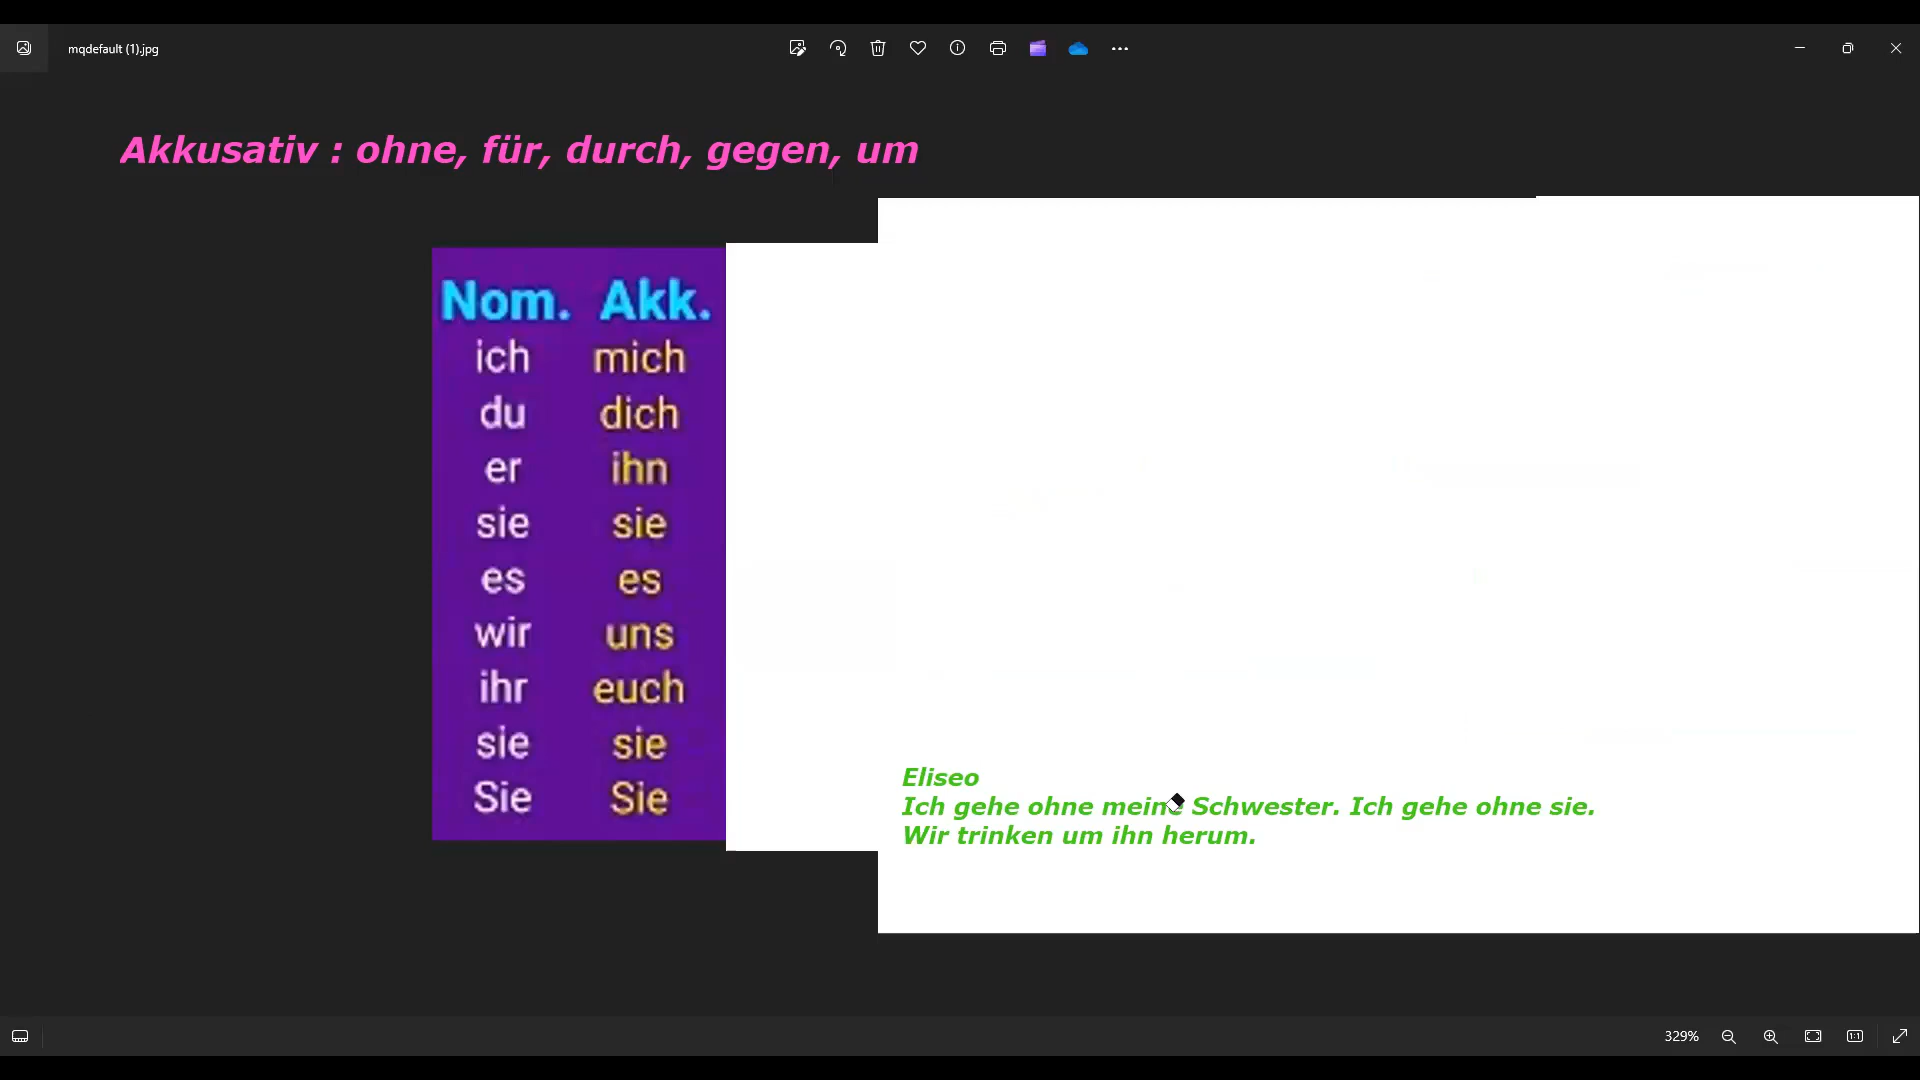 mqdefault (1).jpg
Akkusativ : ohne, für, durch, gegen, um
Nom. Akk.
ich mich
du dich
er ihn
sie sie
es es
wir uns
ihr euch
sie sie
Sie Sie
Eliseo
Ich gehe ohne meine Schwester. Ich gehe ohne sie.
Wir trinken um ihn herum.
329%